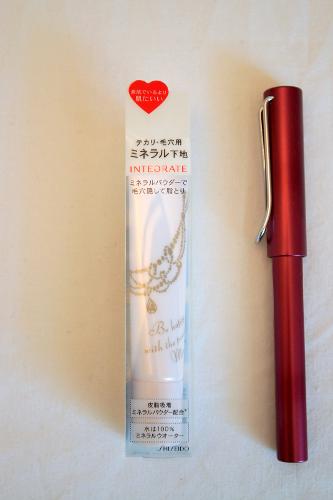 素肌でいるより
肌にいい
テカリ・毛穴用
ミネラル下地
INTEGRATE
ミネラルパウダーで
毛穴隠して脂とり
Be
with the
皮脂吸着
ミネラルパウダー配合*
水は100%
ミネラルウオーター
SHISEIDO